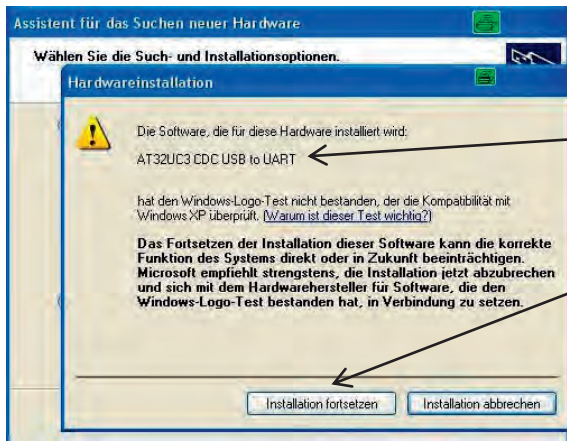 Assistent für das Suchen neuer Hardware
Wählen Sie die Such- und Installationsoptionen.
Hardwareinstallation
Die Software, die für diese Hardware installiert wird:
AT32UC3 CDC USB to UART
hat den Windows-Logo-Test nicht bestanden, der die Kompatibilität mit
Windows XP überprüft. (Warum ist dieser Test wichtig?)
Das Fortsetzen der Installation dieser Software kann die korrekte
Funktion des Systems direkt oder in Zukunft beeinträchtigen.
Microsoft empfiehlt strengstens, die Installation jetzt abzubrechen
und sich mit dem Hardwarehersteller für Software, die den
Windows-Logo-Test bestanden hat, in Verbindung zu setzen.
Installation fortsetzen Installation abbrechen